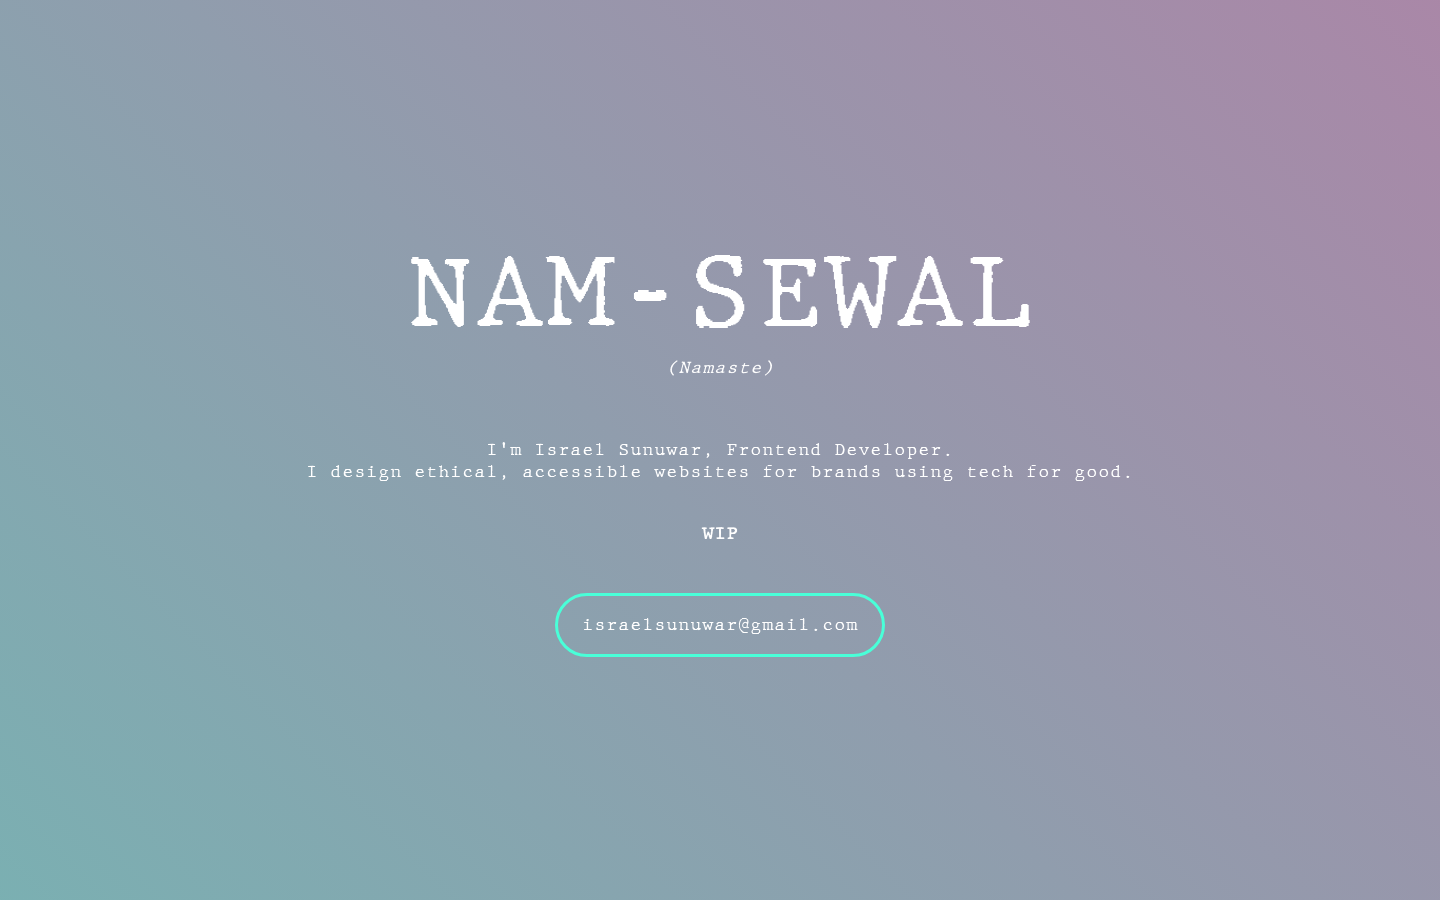 NAM-SEWAL
(Namaste)
I'm Israel Sunuwar, Frontend Developer.
I design ethical, accessible websites for brands using tech for good.
WIP
israelsunuwar@gmail.com